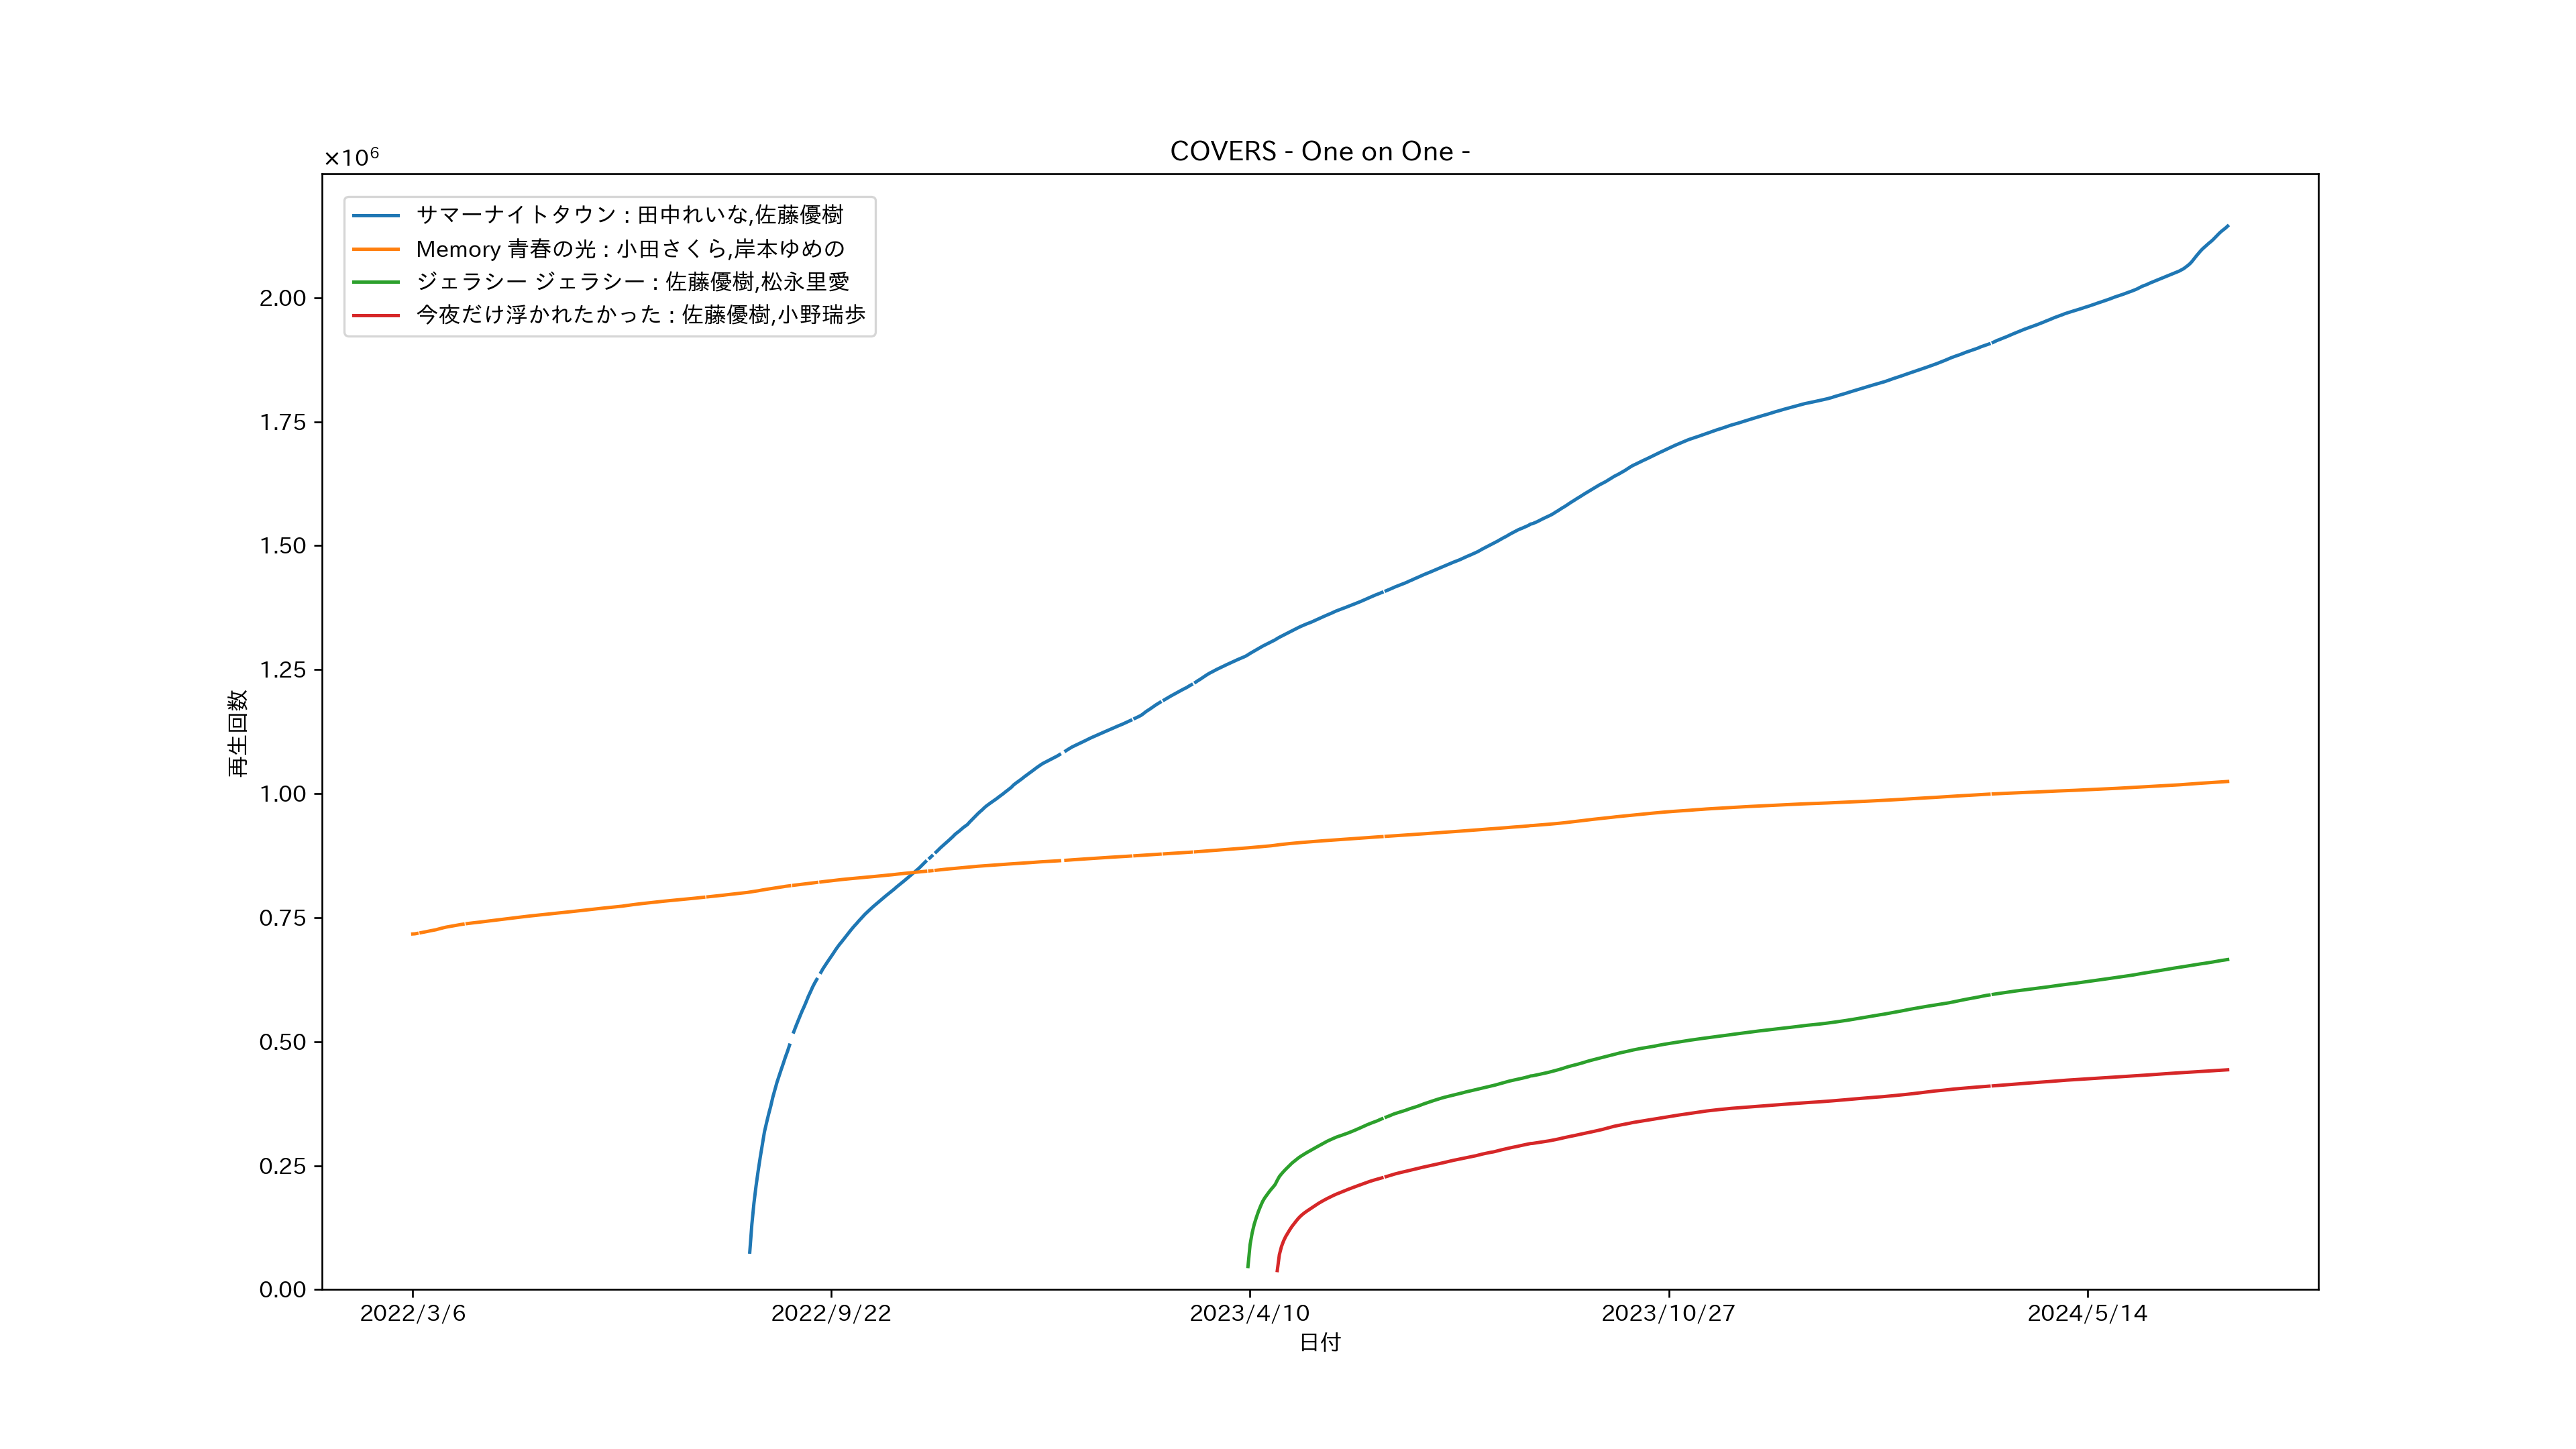 COVERS - One on One -
×10⁶
サマーナイトタウン : 田中れいな,佐藤優樹
Memory 青春の光 : 小田さくら,岸本ゆめの
ジェラシー ジェラシー : 佐藤優樹,松永里愛
今夜だけ浮かれたかった : 佐藤優樹,小野瑞歩
2.00
1.75
1.50
1.25
1.00
0.75
0.50
0.25
0.00
再生回数
2022/3/6 2022/9/22 2023/4/10 2023/10/27 2024/5/14
日付